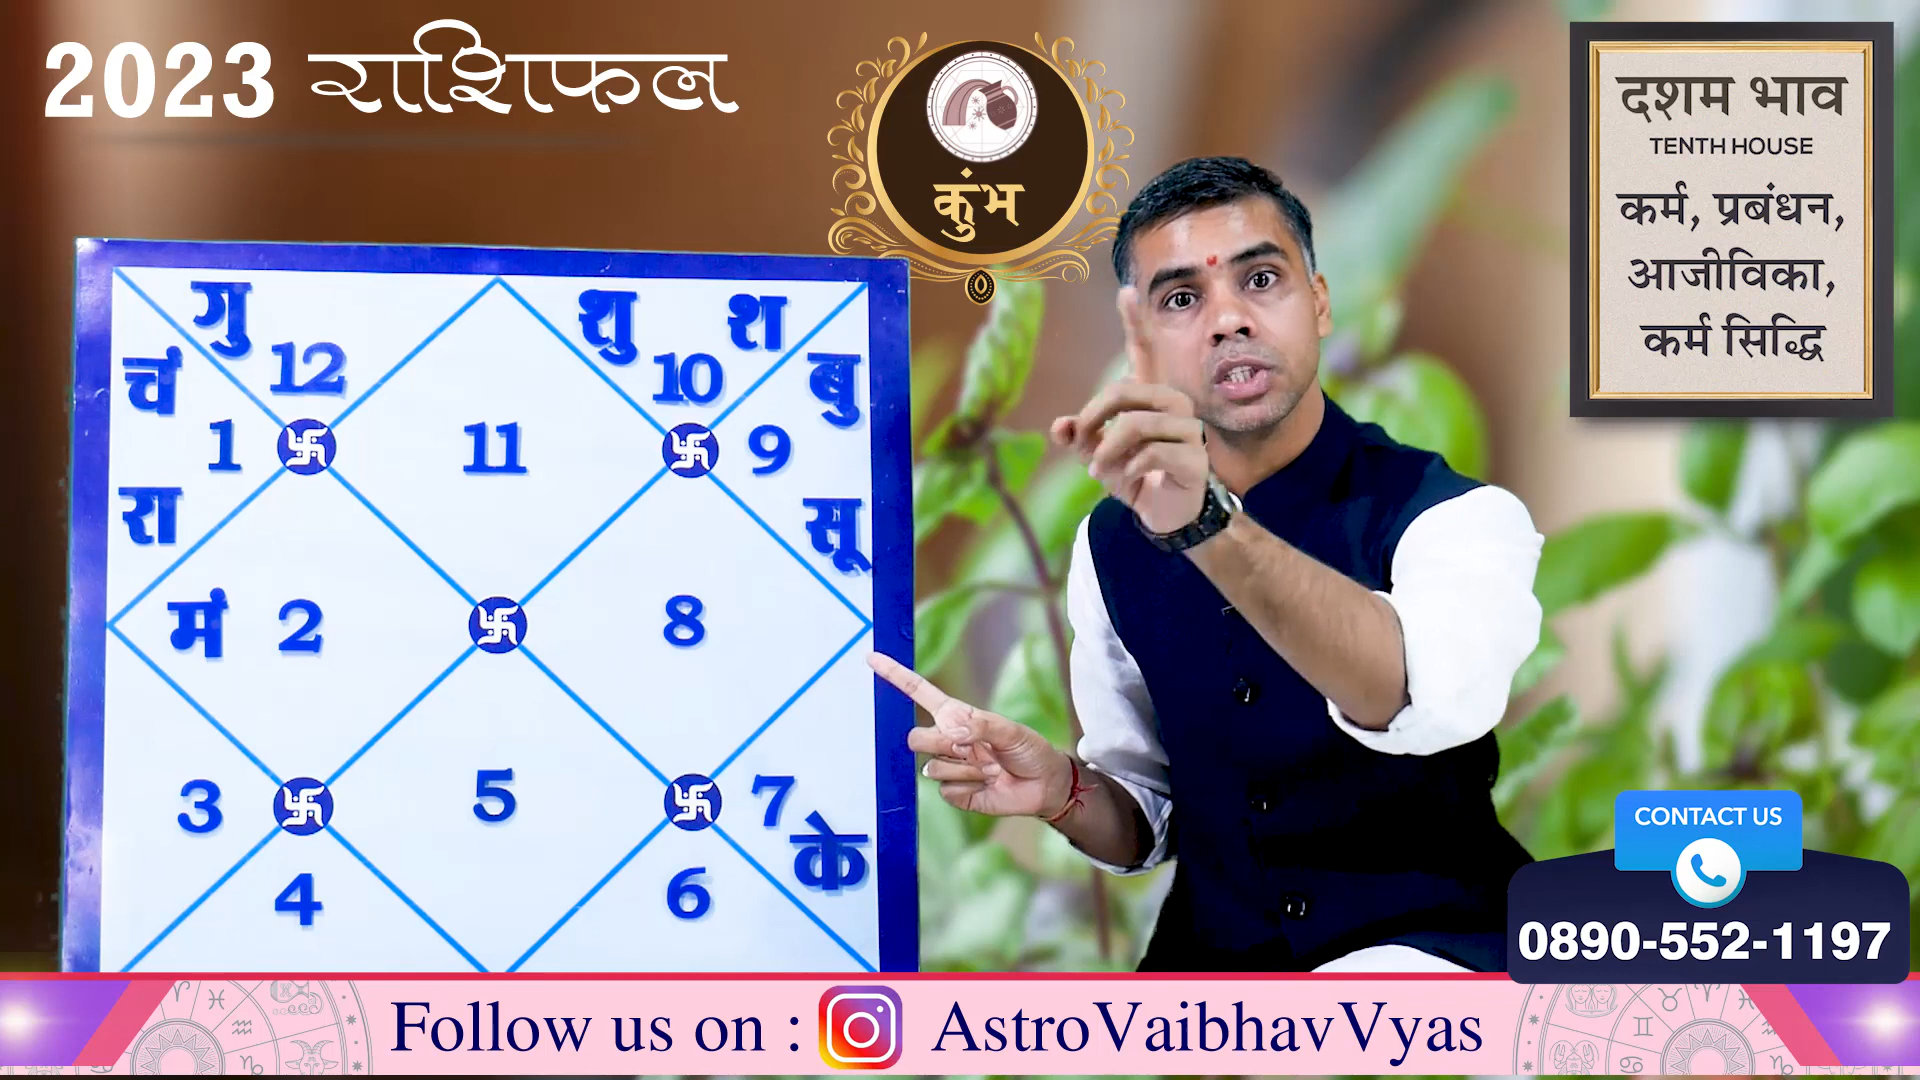 2023 राशिफल
कुंभ
दशम भाव
TENTH HOUSE
कर्म, प्रबंधन,
आजीविका,
कर्म सिद्धि
गु
12
चं
1
रा
11
शु
श
10
बु
9
सू
मं 2
8
3
5
7
के
4
6
CONTACT US
0890-552-1197
Follow us on : AstroVaibhavVyas